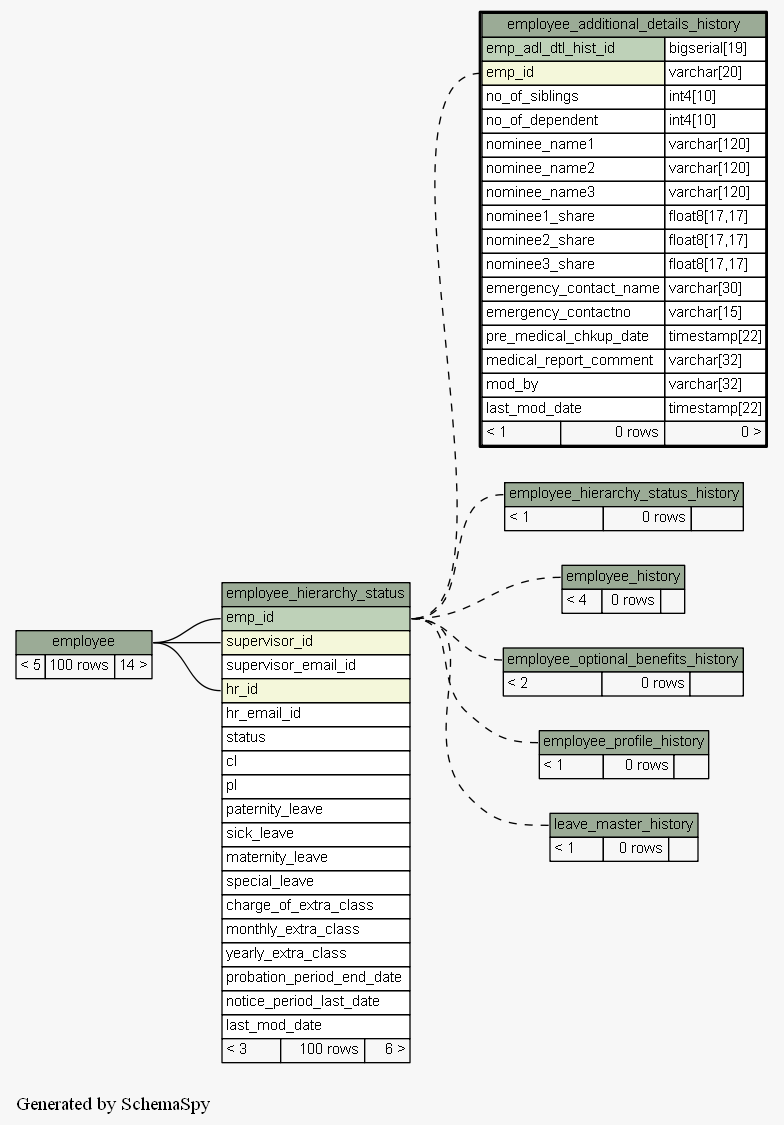 employee_additional_details_history
emp_adl_dtl_hist_id bigserial[19]
emp_id varchar[20]
no_of_siblings int4[10]
no_of_dependent int4[10]
nominee_name1 varchar[120]
nominee_name2 varchar[120]
nominee_name3 varchar[120]
nominee1_share float8[17,17]
nominee2_share float8[17,17]
nominee3_share float8[17,17]
emergency_contact_name varchar[30]
emergency_contactno varchar[15]
pre_medical_chkup_date timestamp[22]
medical_report_comment varchar[32]
mod_by varchar[32]
last_mod_date timestamp[22]
< 1 0 rows 0 >
employee_hierarchy_status_history
< 1 0 rows
employee_history
< 4 0 rows
employee_optional_benefits_history
< 2 0 rows
employee_profile_history
< 1 0 rows
leave_master_history
< 1 0 rows
employee
< 5 100 rows 14 >
employee_hierarchy_status
emp_id
supervisor_id
supervisor_email_id
hr_id
hr_email_id
status
cl
pl
paternity_leave
sick_leave
maternity_leave
special_leave
charge_of_extra_class
monthly_extra_class
yearly_extra_class
probation_period_end_date
notice_period_last_date
last_mod_date
< 3 100 rows 6 >
Generated by SchemaSpy